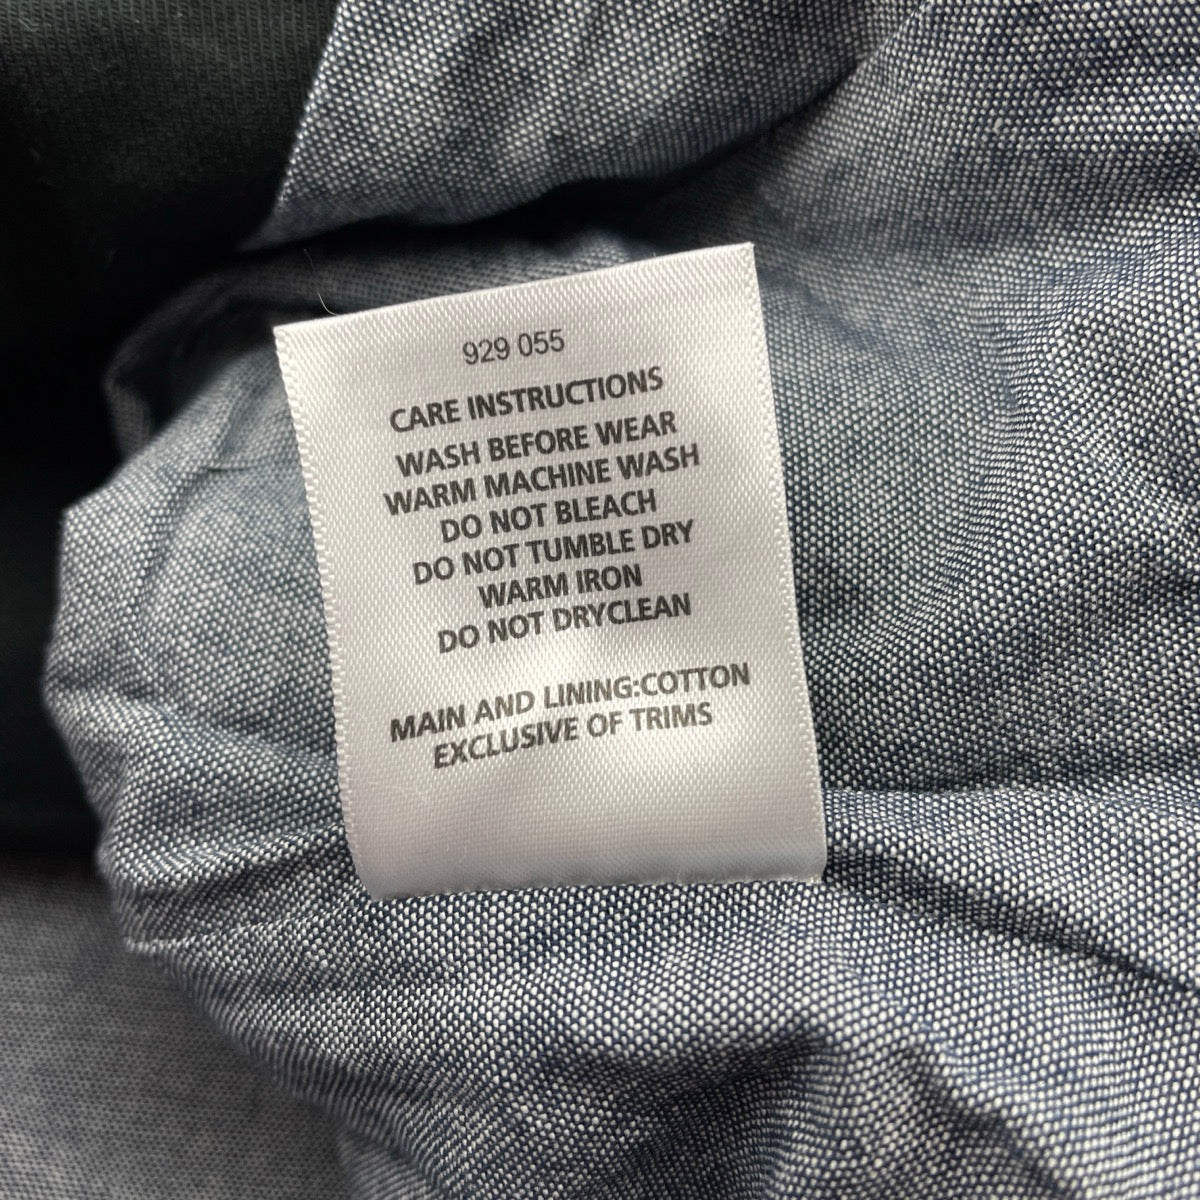 929 055
CARE INSTRUCTIONS
WASH BEFORE WEAR
WARM MACHINE WASH
DO NOT BLEACH
DO NOT TUMBLE DRY
WARM IRON
DO NOT DRYCLEAN
MAIN AND LINING:COTTON
EXCLUSIVE OF TRIMS